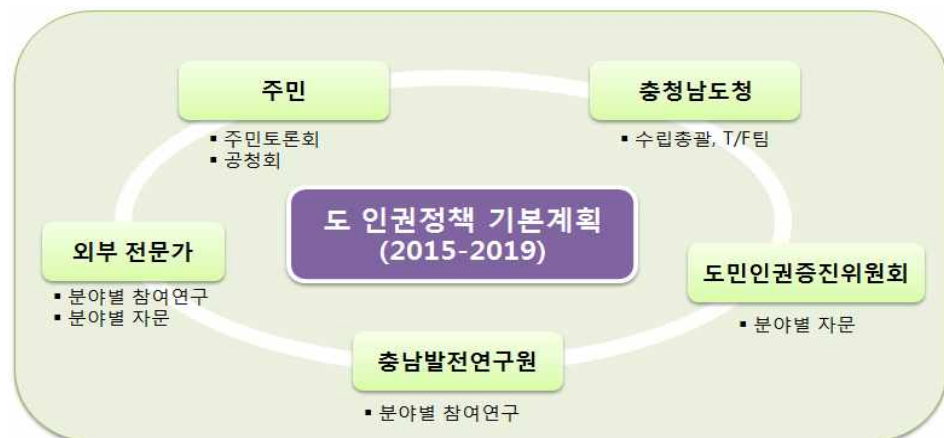 주민
▪ 주민토론회
▪ 공청회
충청남도청
▪ 수립총괄, T/F팀
도 인권정책 기본계획
(2015-2019)
외부 전문가
▪ 분야별 참여연구
▪ 분야별 자문
도민인권증진위원회
▪ 분야별 자문
충남발전연구원
▪ 분야별 참여연구